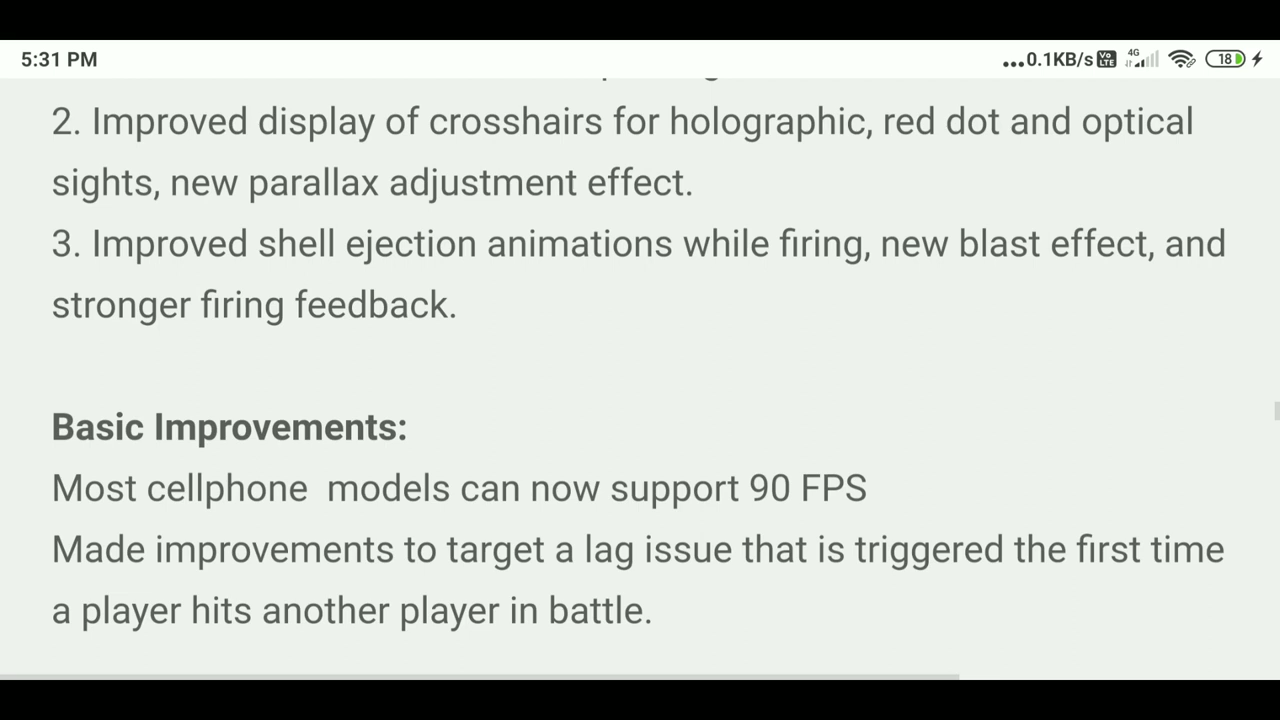 5:31 PM
...0.1KB/s Vo LTE 4G 18
2. Improved display of crosshairs for holographic, red dot and optical
sights, new parallax adjustment effect.
3. Improved shell ejection animations while firing, new blast effect, and
stronger firing feedback.
Basic Improvements:
Most cellphone  models can now support 90 FPS
Made improvements to target a lag issue that is triggered the first time
a player hits another player in battle.